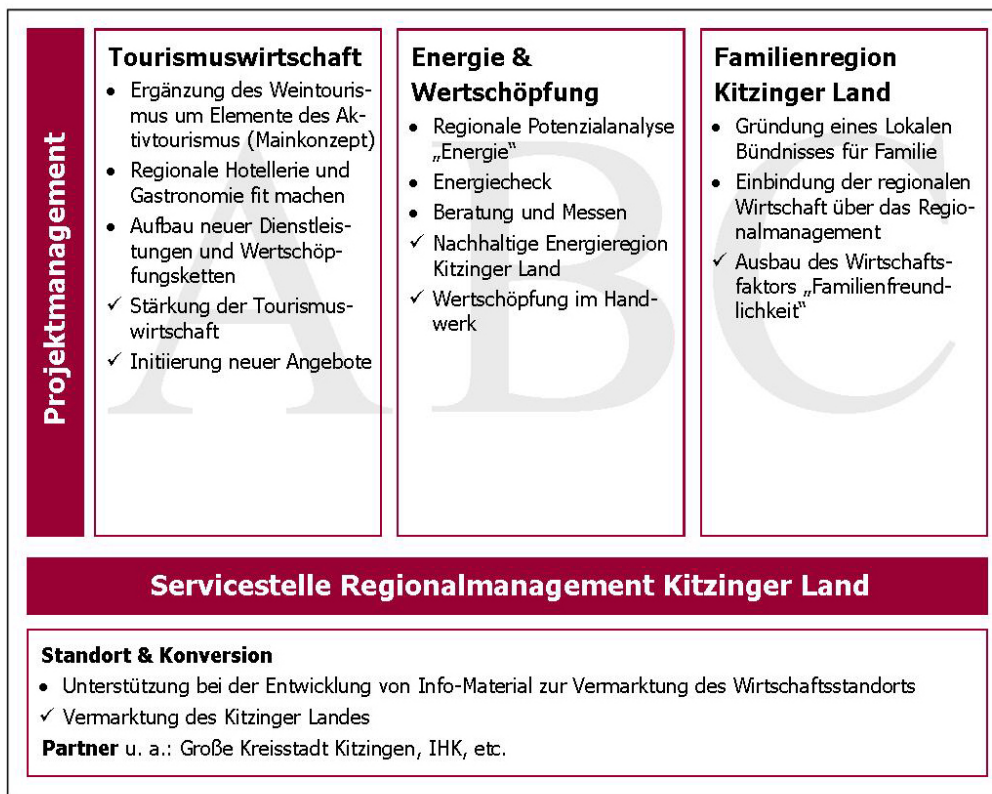 Projektmanagement
A
Tourismuswirtschaft
• Ergänzung des Weintouris-
mus um Elemente des Ak-
tivtourismus (Mainkonzept)
• Regionale Hotellerie und
Gastronomie fit machen
• Aufbau neuer Dienstleis-
tungen und Wertschöp-
fungsketten
✓ Stärkung der Tourismus-
wirtschaft
✓ Initiierung neuer Angebote
B
Energie &
Wertschöpfung
• Regionale Potenzialanalyse
„Energie“
• Energiecheck
• Beratung und Messen
✓ Nachhaltige Energieregion
Kitzinger Land
✓ Wertschöpfung im Hand-
werk
C
Familienregion
Kitzinger Land
• Gründung eines Lokalen
Bündnisses für Familie
• Einbindung der regionalen
Wirtschaft über das Regio-
nalmanagement
✓ Ausbau des Wirtschafts-
faktors „Familienfreund-
lichkeit“
Servicestelle Regionalmanagement Kitzinger Land
Standort & Konversion
• Unterstützung bei der Entwicklung von Info-Material zur Vermarktung des Wirtschaftsstandorts
✓ Vermarktung des Kitzinger Landes
Partner u. a.: Große Kreisstadt Kitzingen, IHK, etc.